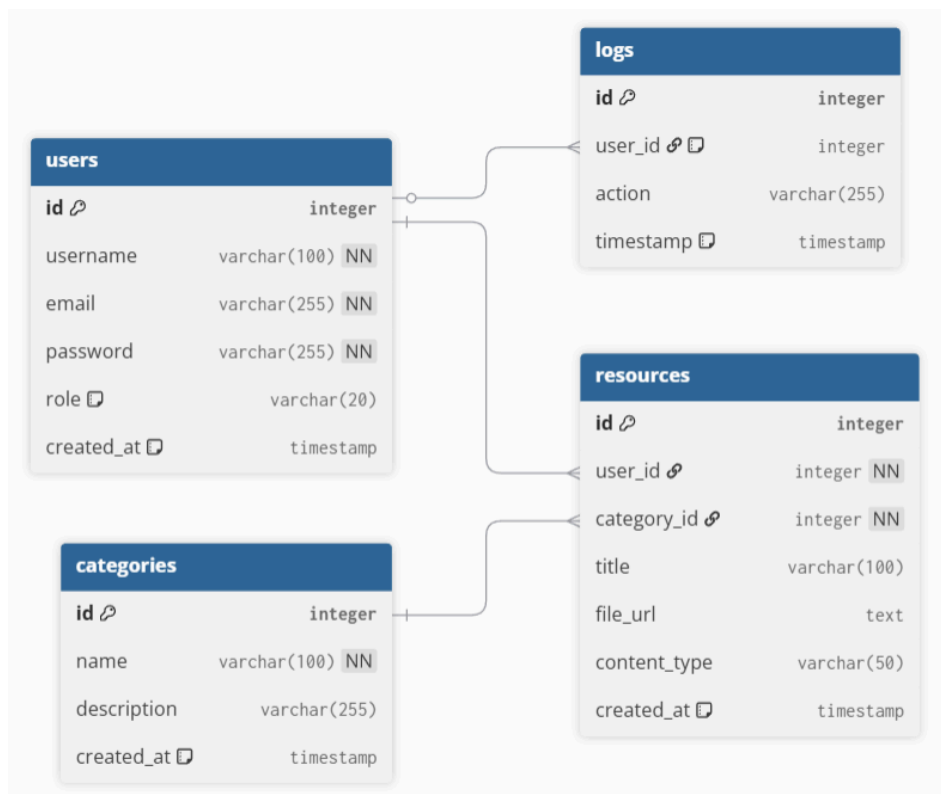 users
id integer
username varchar(100) NN
email varchar(255) NN
password varchar(255) NN
role varchar(20)
created_at timestamp
categories
id integer
name varchar(100) NN
description varchar(255)
created_at timestamp
logs
id integer
user_id integer
action varchar(255)
timestamp timestamp
resources
id integer
user_id integer NN
category_id integer NN
title varchar(100)
file_url text
content_type varchar(50)
created_at timestamp